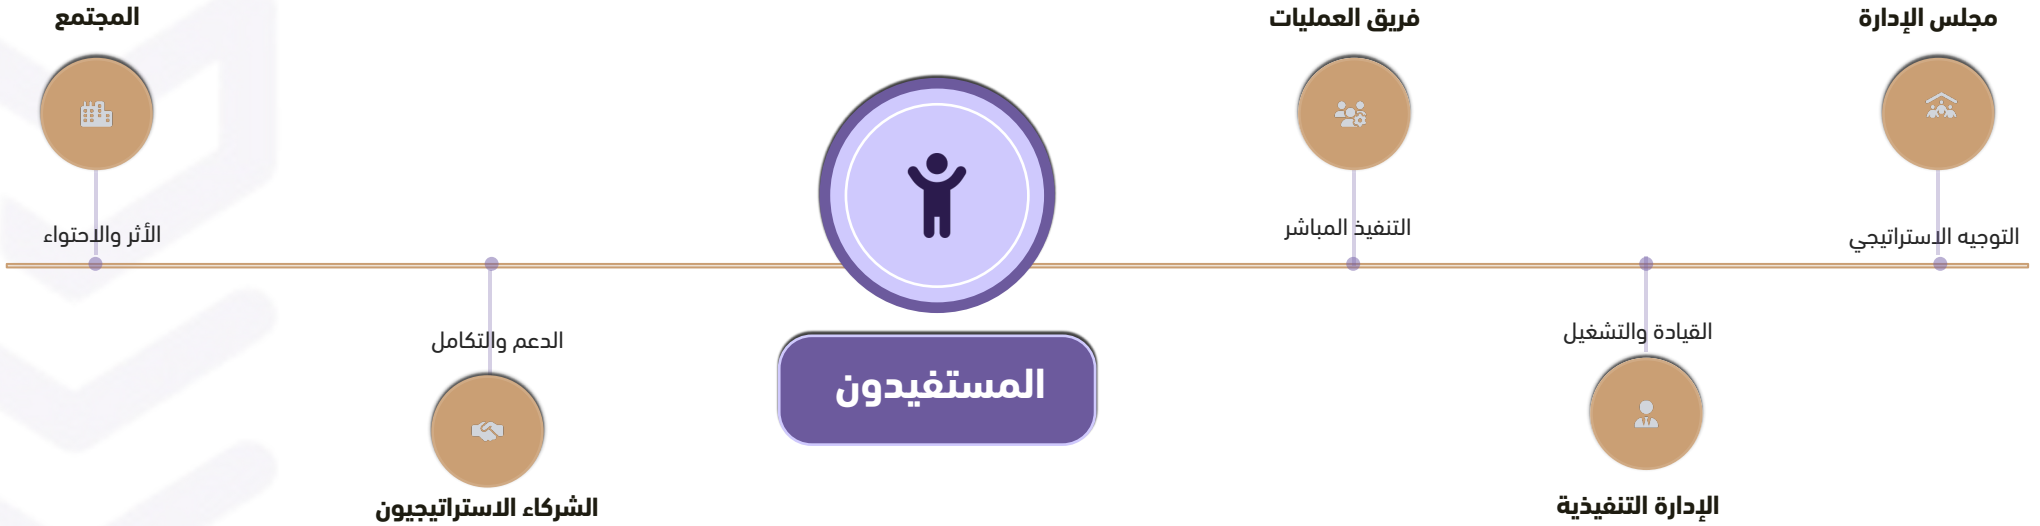 مجلس الإدارة
التوجيه الاستراتيجي
القيادة والتشغيل
الإدارة التنفيذية
فريق العمليات
التنفيذ المباشر
المستفيدون
الدعم والتكامل
الشركاء الاستراتيجيون
المجتمع
الأثر والاحتواء